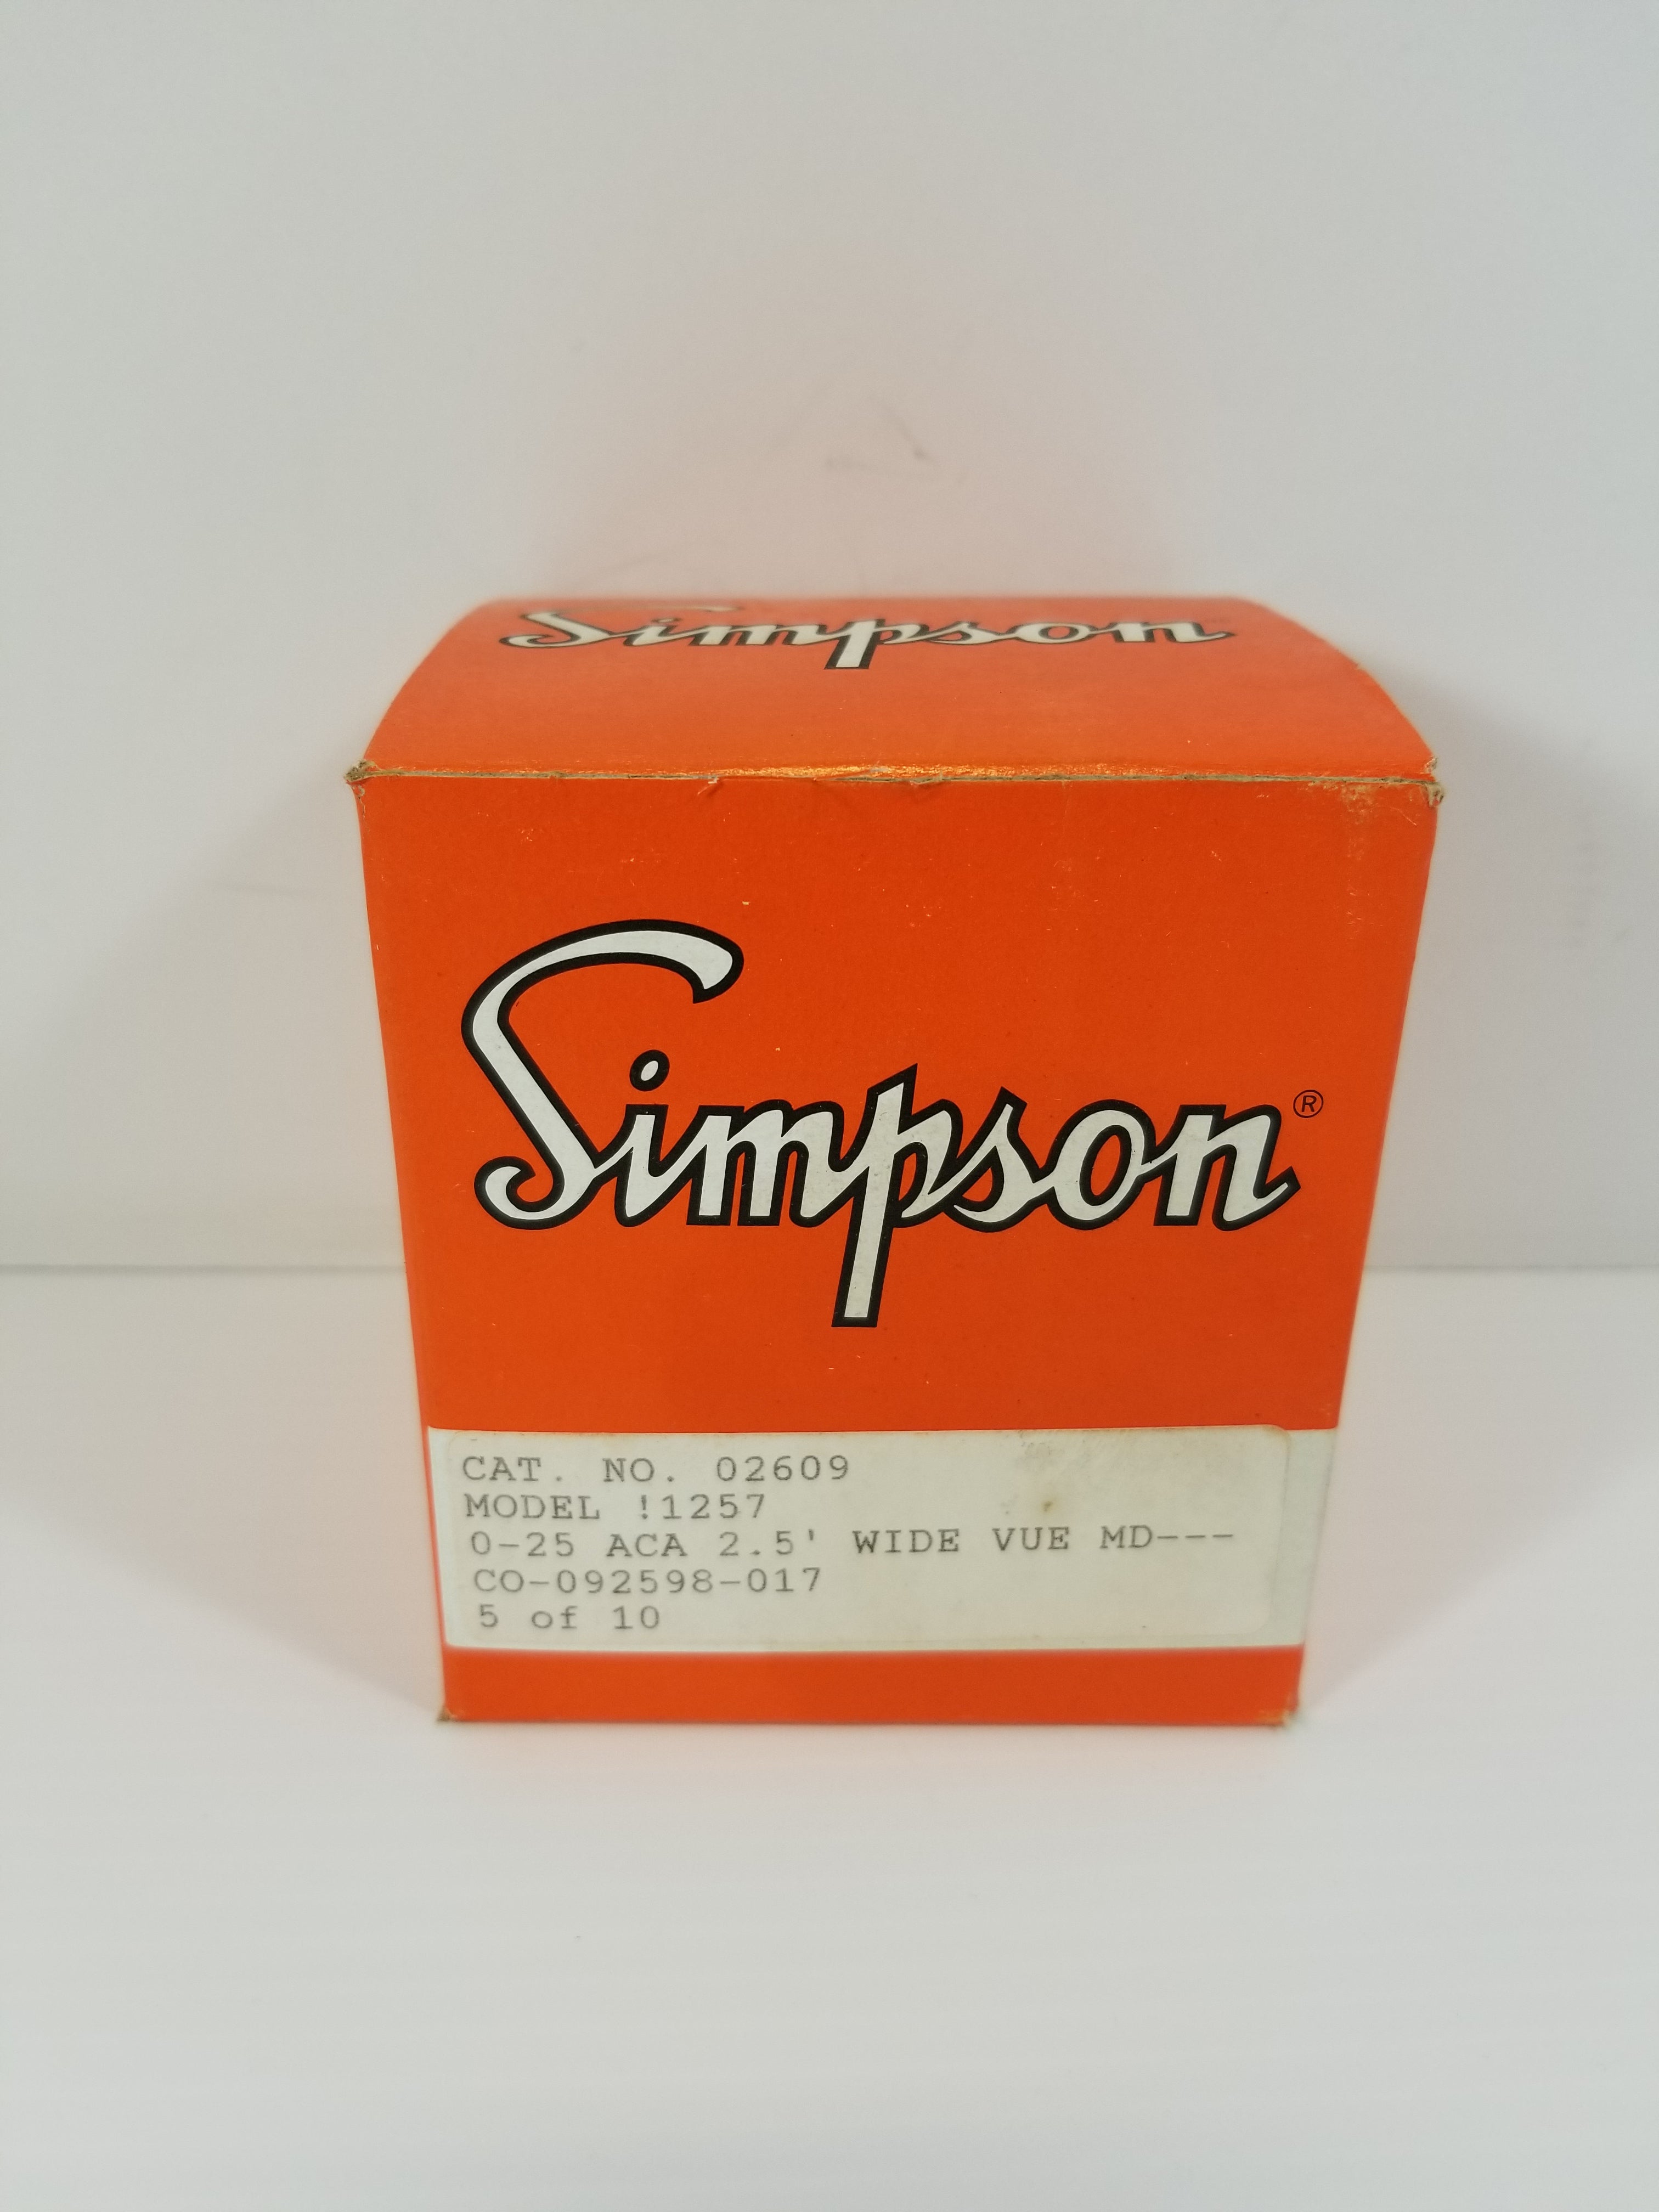 Simpson
Simpson®
CAT. NO. 02609
MODEL !1257
0-25 ACA 2.5' WIDE VUE MD---
CO-092598-017
5 of 10